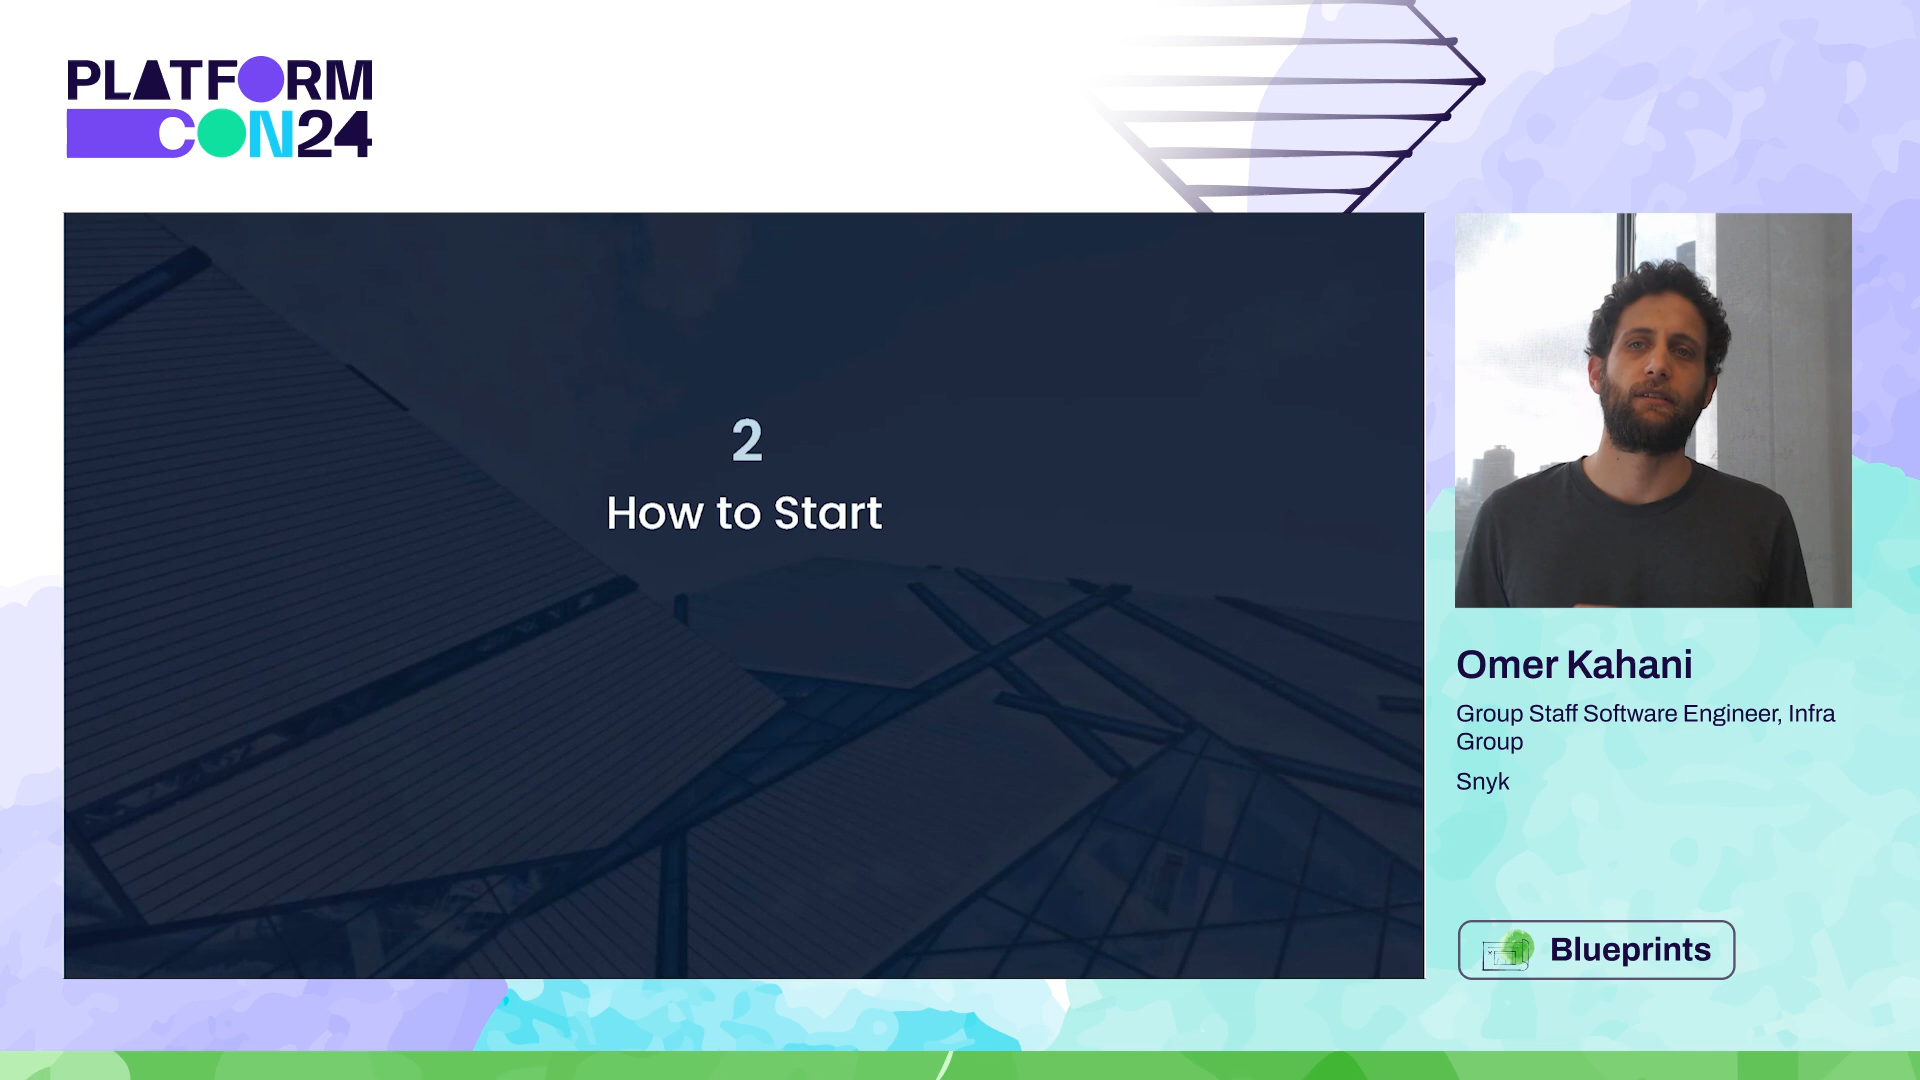 PLATFORM
CON24
2
How to Start
Omer Kahani
Group Staff Software Engineer, Infra
Group
Snyk
Blueprints